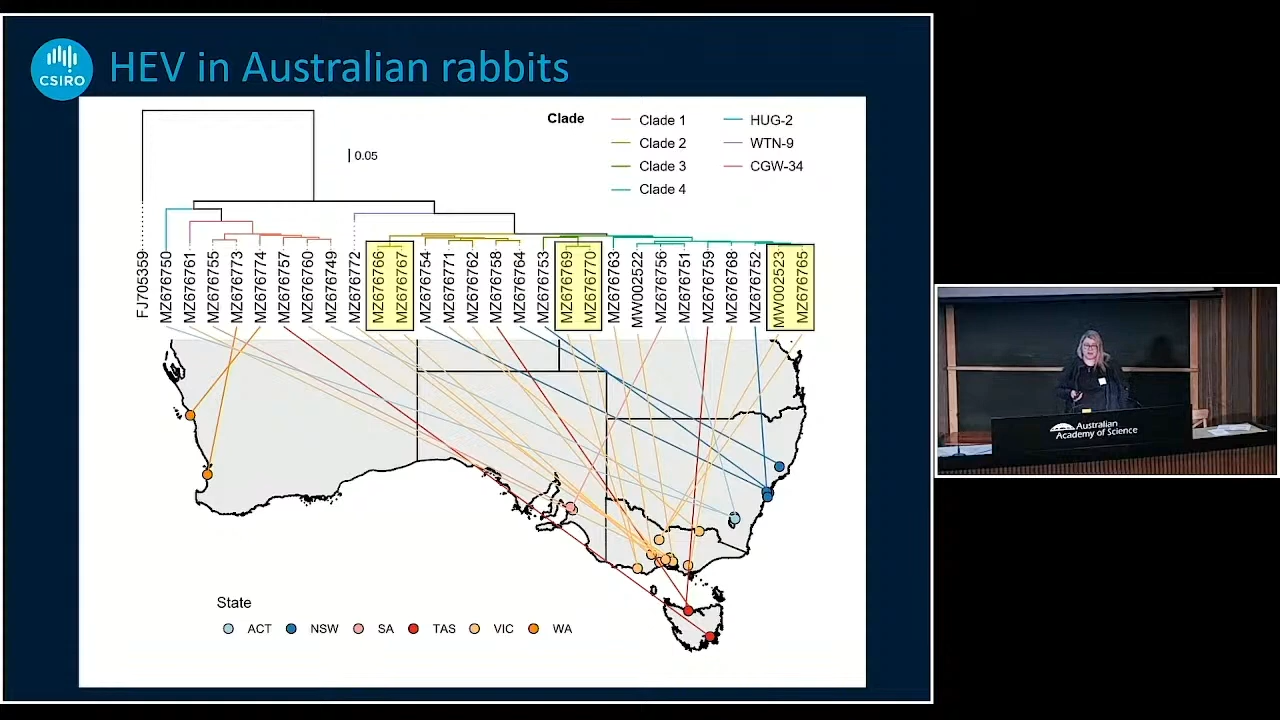 CSIRO
HEV in Australian rabbits
Clade
Clade 1
Clade 2
Clade 3
Clade 4
HUG-2
WTN-9
CGW-34
0.05
FJ705359
MZ676750
MZ676761
MZ676755
MZ676773
MZ676774
MZ676757
MZ676760
MZ676749
MZ676772
MZ676766
MZ676767
MZ676754
MZ676771
MZ676762
MZ676758
MZ676764
MZ676753
MZ676769
MZ676770
MZ676763
MW002522
MZ676756
MZ676751
MZ676759
MZ676768
MZ676752
MW002523
MZ676765
State
ACT
NSW
SA
TAS
VIC
WA
Australian
Academy of Science